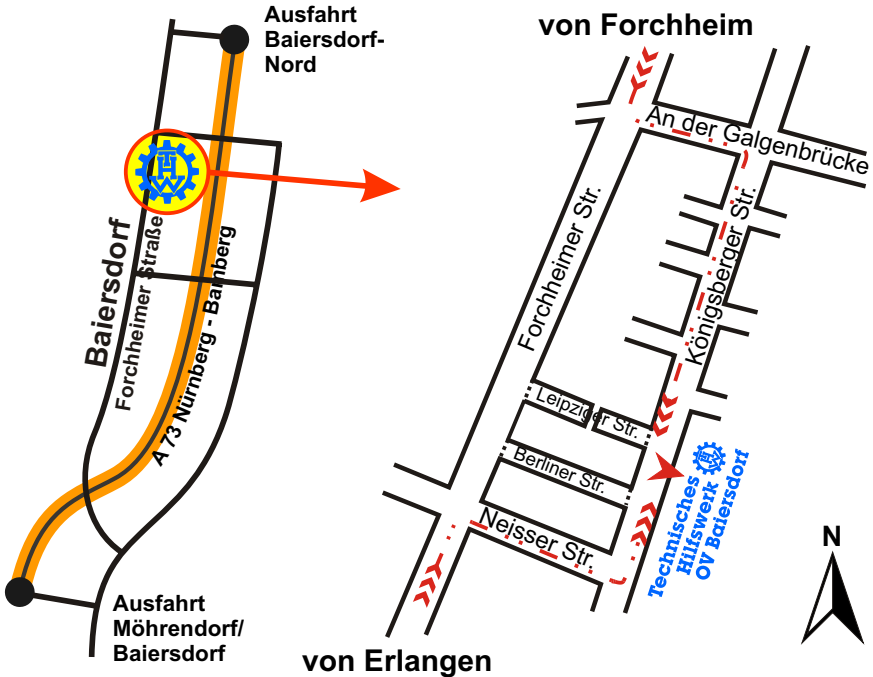 Ausfahrt
Baiersdorf-
Nord
THW
Baiersdorf
Forchheimer Straße
A 73 Nürnberg - Bamberg
Ausfahrt
Möhrendorf/
Baiersdorf
von Forchheim
An der Galgenbrücke
Forchheimer Str.
Königsberger Str.
Leipziger Str.
Berliner Str.
Neisser Str.
Technisches
Hilfswerk
OV Baiersdorf
von Erlangen
N